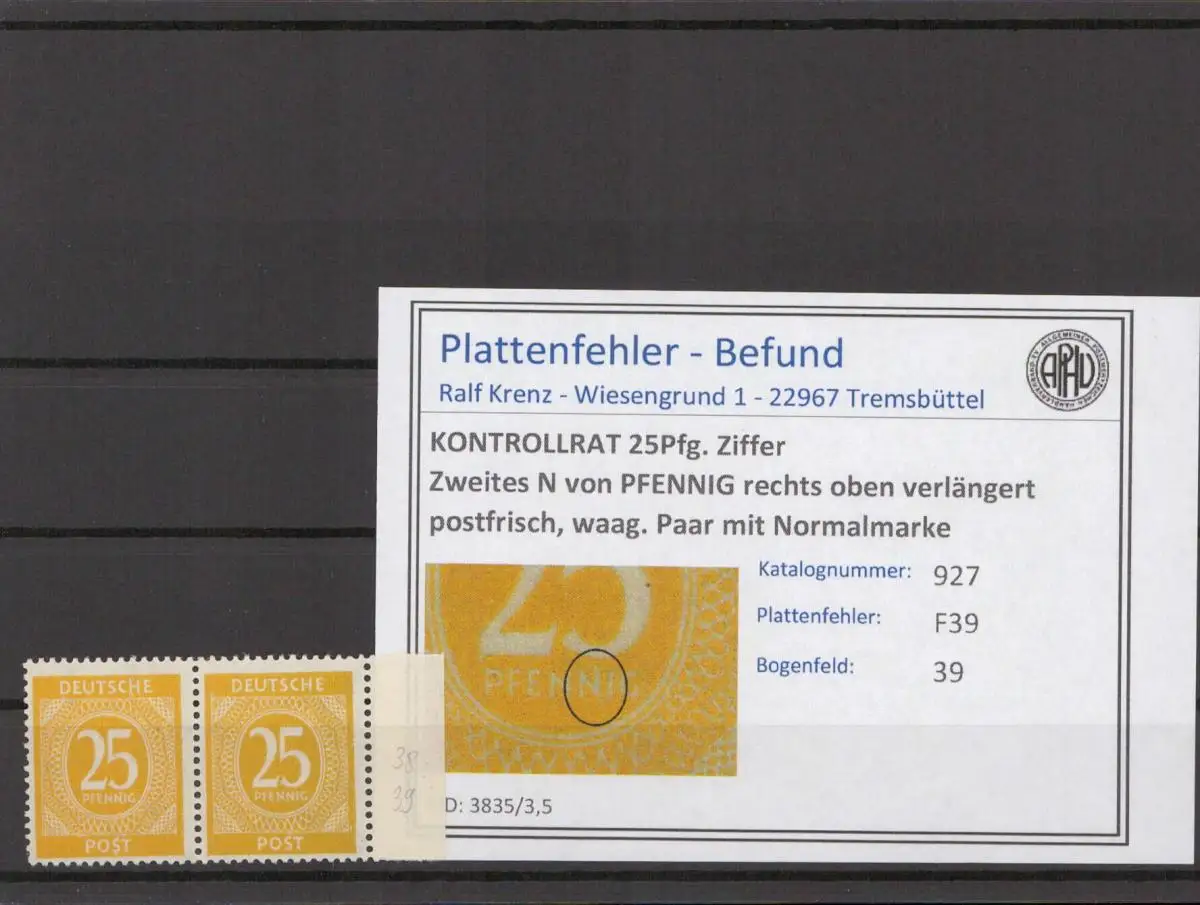 Plattenfehler - Befund
Ralf Krenz - Wiesengrund 1 - 22967 Tremsbüttel
APHV
KONTROLLRAT 25Pfg. Ziffer
Zweites N von PFENNIG rechts oben verlängert
postfrisch, waag. Paar mit Normalmarke
Katalognummer: 927
Plattenfehler: F39
Bogenfeld: 39
25
PFENNIG
D: 3835/3,5
DEUTSCHE
25
PFENNIG
POST
DEUTSCHE
25
PFENNIG
POST
38
39